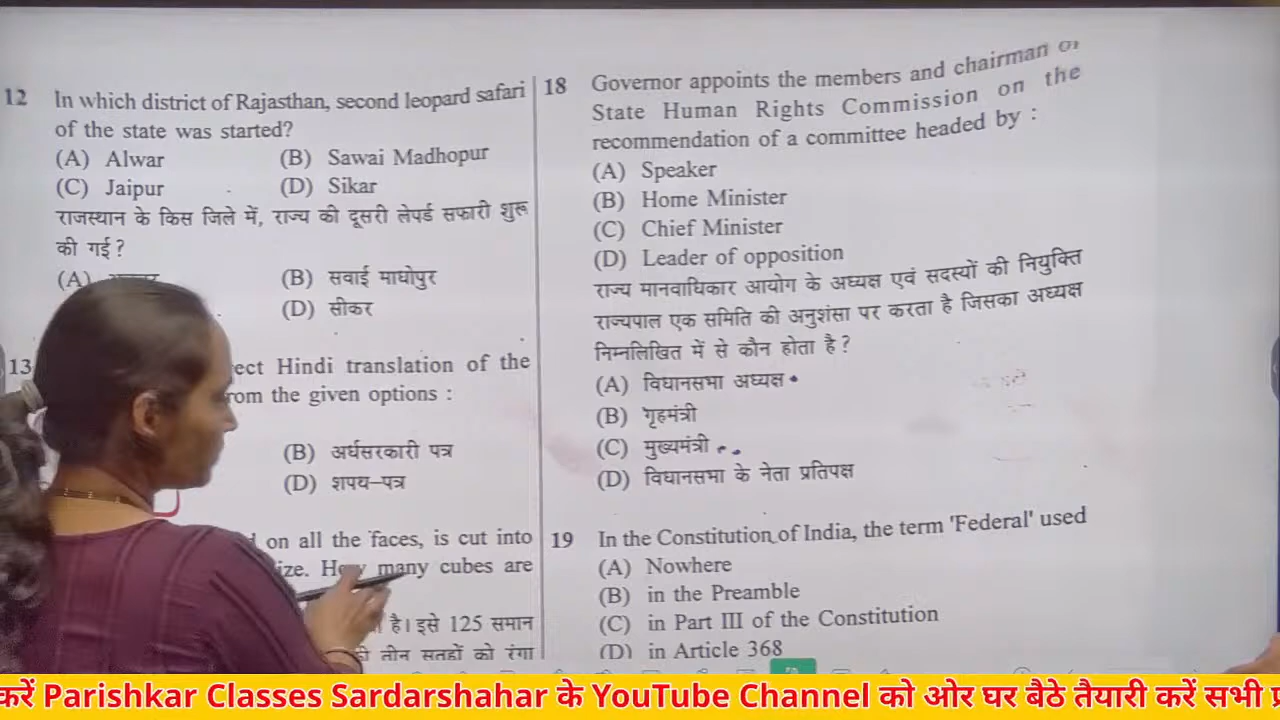 12 In which district of Rajasthan, second leopard safari
of the state was started?
(A) Alwar (B) Sawai Madhopur
(C) Jaipur (D) Sikar
राजस्थान के किस जिले में, राज्य की दूसरी लेपर्ड सफारी शुरू
की गई ?
(A) (B) सवाई माधोपुर
(D) सीकर
13 ect Hindi translation of the
rom the given options :
(B) अर्धसरकारी पत्र
(D) शपथ-पत्र
on all the faces, is cut into
ize. How many cubes are
है। इसे 125 समान
तीन सतहों को रंगा
18 Governor appoints the members and chairman of
State Human Rights Commission on the
recommendation of a committee headed by :
(A) Speaker
(B) Home Minister
(C) Chief Minister
(D) Leader of opposition
राज्य मानवाधिकार आयोग के अध्यक्ष एवं सदस्यों की नियुक्ति
राज्यपाल एक समिति की अनुशंसा पर करता है जिसका अध्यक्ष
निम्नलिखित में से कौन होता है ?
(A) विधानसभा अध्यक्ष
(B) गृहमंत्री
(C) मुख्यमंत्री
(D) विधानसभा के नेता प्रतिपक्ष
19 In the Constitution of India, the term 'Federal' used
(A) Nowhere
(B) in the Preamble
(C) in Part III of the Constitution
(D) in Article 368
करें Parishkar Classes Sardarshahar के YouTube Channel को ओर घर बैठे तैयारी करें सभी